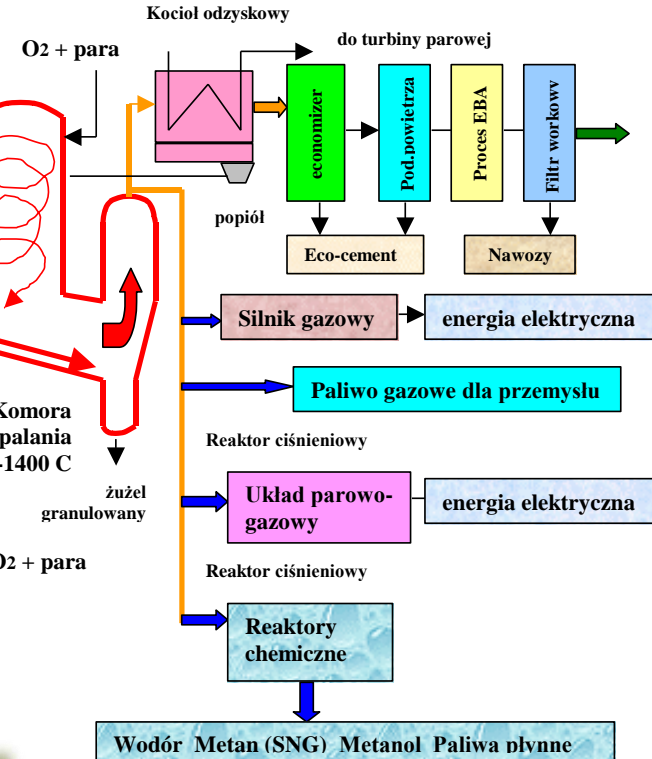 Kocioł odzyskowy
O2 + para
do turbiny parowej
economizer
Pod.powietrza
Proces EBA
Filtr workowy
popiół
Eco-cement
Nawozy
Silnik gazowy
energia elektryczna
Paliwo gazowe dla przemysłu
Komora
palania
-1400 C
Reaktor ciśnieniowy
żużel
granulowany
Układ parowo-
gazowy
energia elektryczna
O2 + para
Reaktor ciśnieniowy
Reaktory
chemiczne
Wodór Metan (SNG) Metanol Paliwa płynne